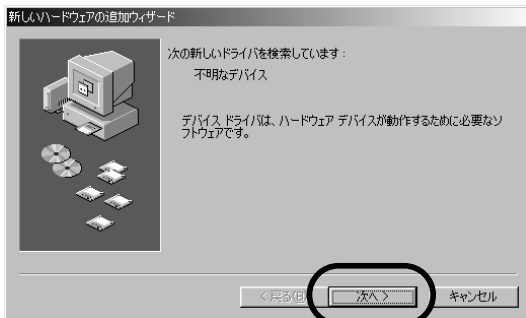 新しいハードウェアの追加ウィザード
次の新しいドライバを検索しています：
不明なデバイス
デバイス ドライバは、ハードウェア デバイスが動作するために必要なソ
フトウェアです。
< 戻る(B)
次へ >
キャンセル